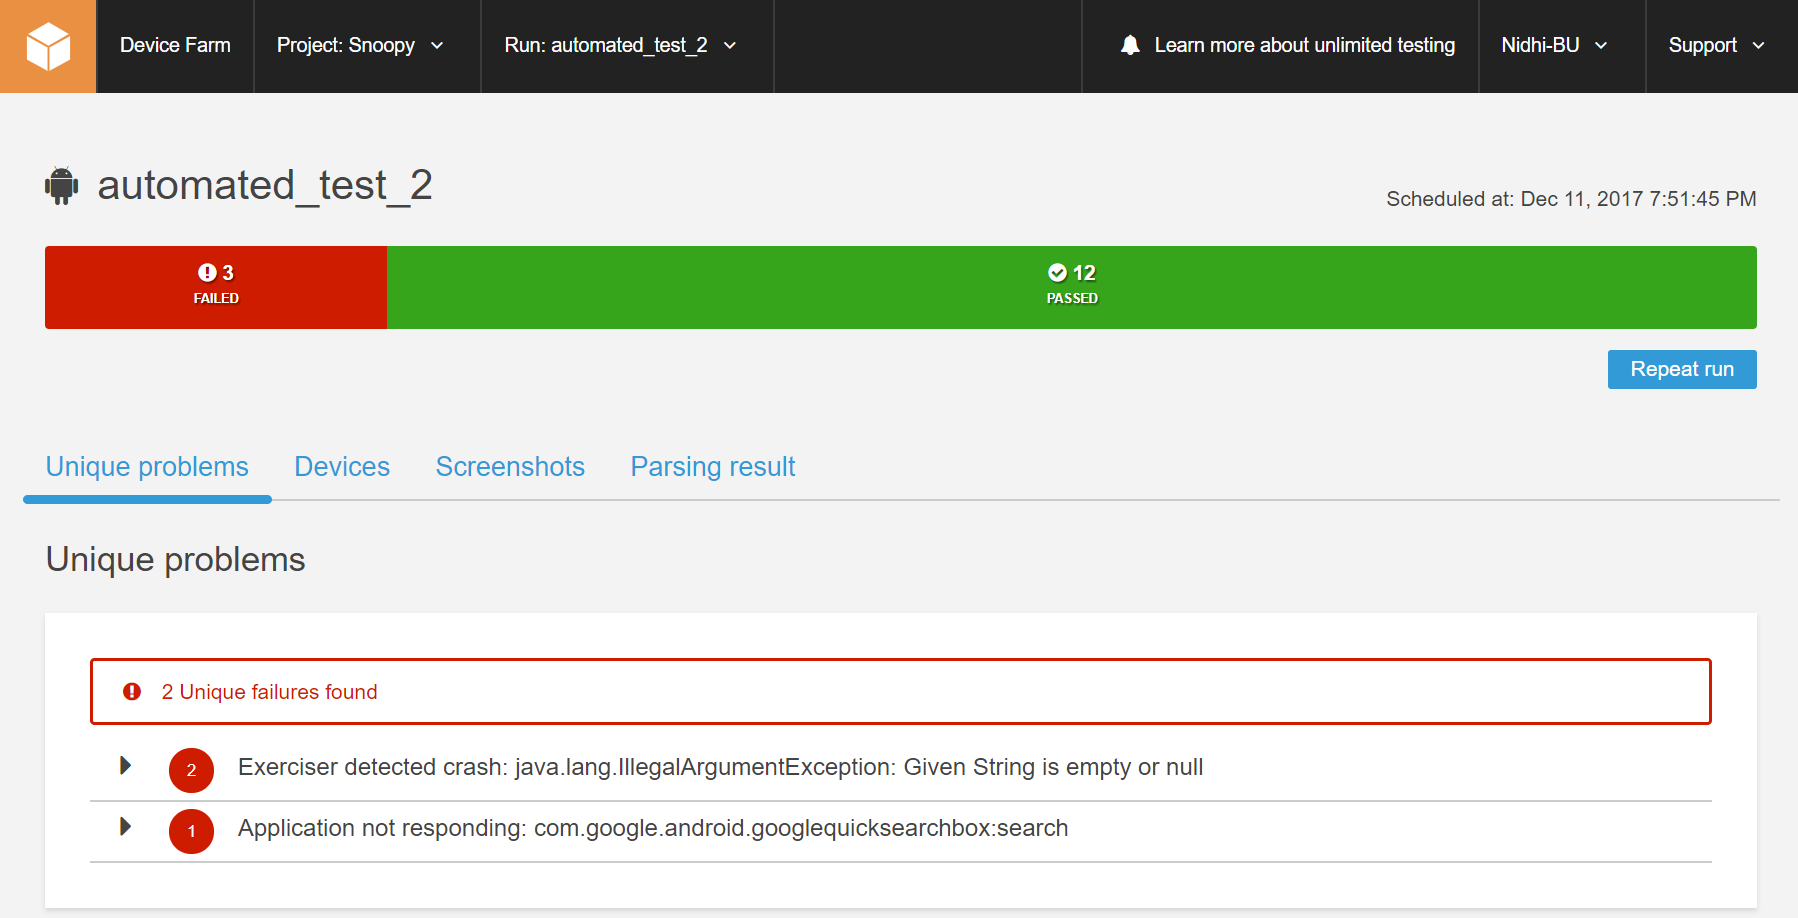 Device Farm
Project: Snoopy
Run: automated_test_2
Learn more about unlimited testing
Nidhi-BU
Support
automated_test_2
Scheduled at: Dec 11, 2017 7:51:45 PM
3
FAILED
12
PASSED
Repeat run
Unique problems
Devices
Screenshots
Parsing result
Unique problems
2 Unique failures found
2 Exerciser detected crash: java.lang.IllegalArgumentException: Given String is empty or null
1 Application not responding: com.google.android.googlequicksearchbox:search